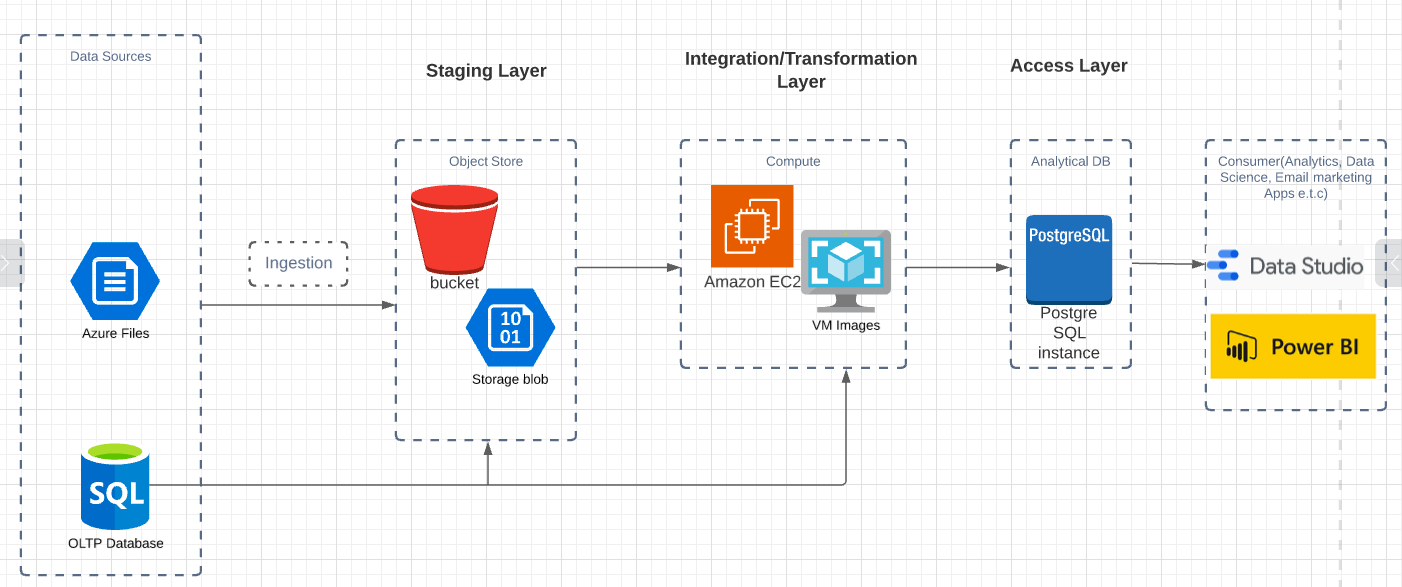 Data Sources
Staging Layer
Integration/Transformation
Layer
Access Layer
Object Store
Compute
Analytical DB
Consumer(Analytics, Data
Science, Email marketing
Apps e.t.c)
Ingestion
bucket
Amazon EC2
PostgreSQL
Data Studio
Azure Files
10
01
Storage blob
VM Images
Postgre
SQL
instance
Power BI
SQL
OLTP Database